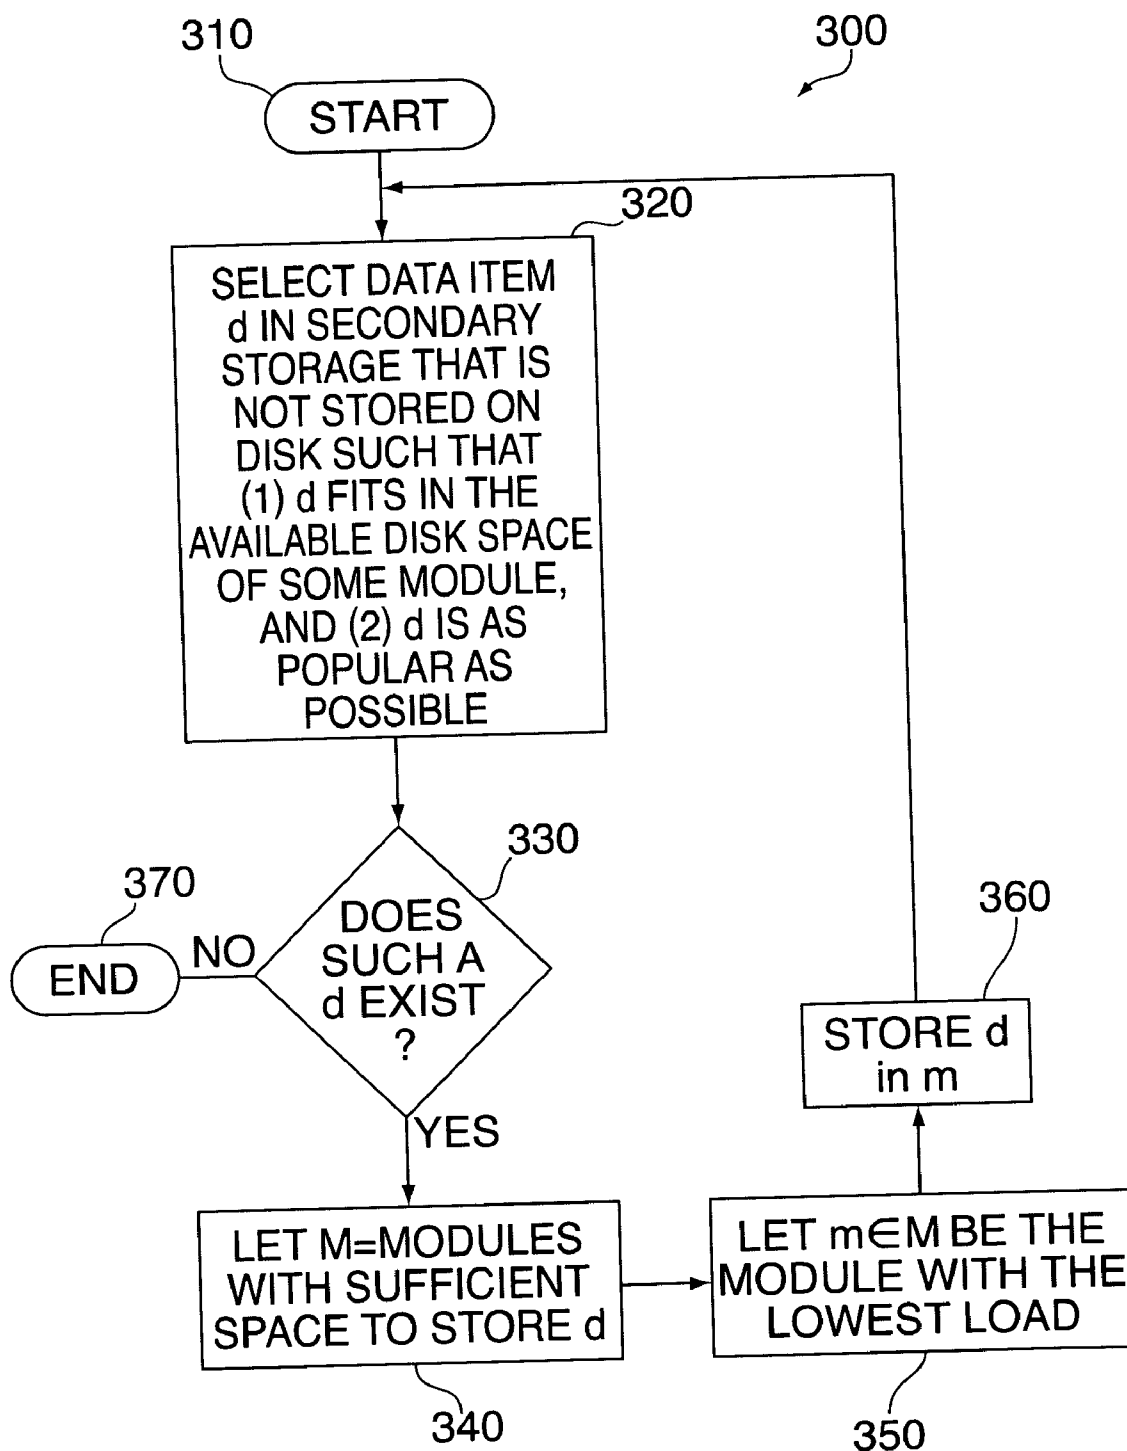 310
300
START
320
SELECT DATA ITEM
d IN SECONDARY
STORAGE THAT IS
NOT STORED ON
DISK SUCH THAT
(1) d FITS IN THE
AVAILABLE DISK SPACE
OF SOME MODULE,
AND (2) d IS AS
POPULAR AS
POSSIBLE
330
370
DOES
SUCH A
d EXIST
?
NO
END
YES
360
STORE d
in m
LET M=MODULES
WITH SUFFICIENT
SPACE TO STORE d
340
LET m∈M BE THE
MODULE WITH THE
LOWEST LOAD
350